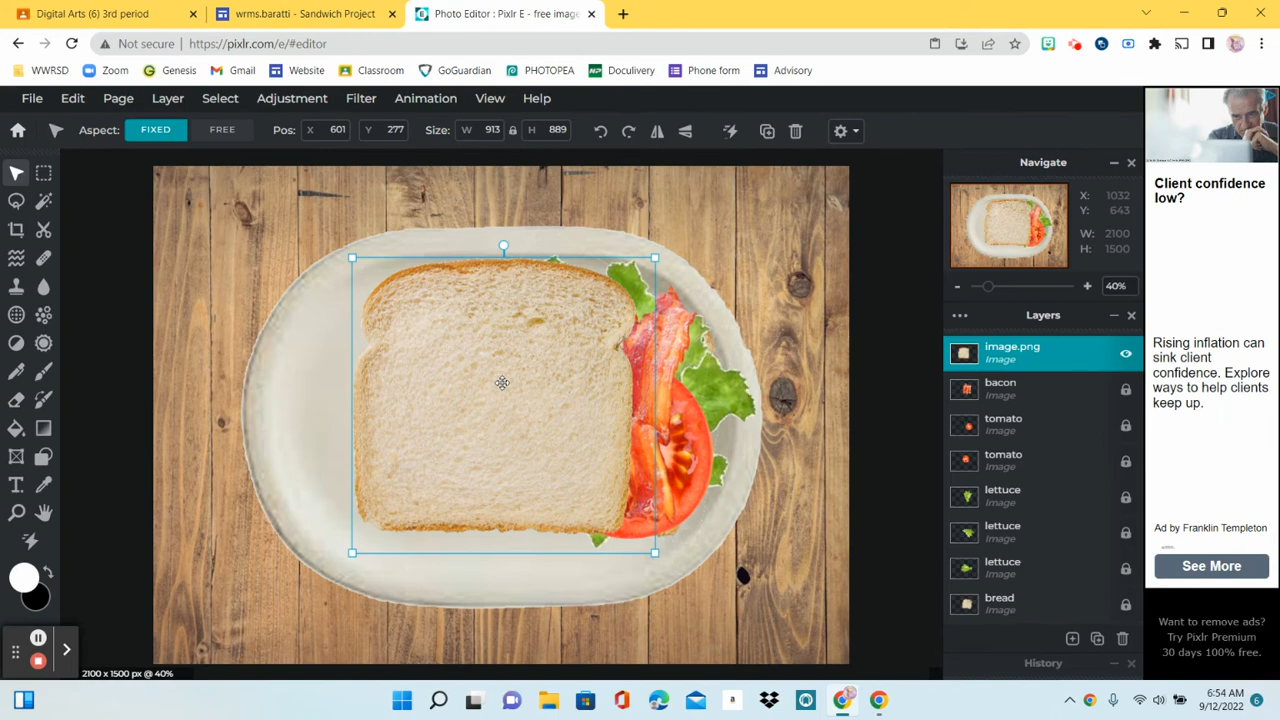 Digital Arts (6) 3rd period
wrms.baratti - Sandwich Project
Photo Editor : Pixlr E - free image
Not secure
https://pixlr.com/e/#editor
WWRSD
Zoom
Genesis
Gmail
Website
Classroom
GoGuardian
PHOTOPEA
Doculivery
Phone form
Advisory
File Edit Page Layer Select Adjustment Filter Animation View Help
Aspect: FIXED FREE Pos: X 601 Y 277 Size: W 913 H 889
Navigate
X: 1032
Y: 643
W: 2100
H: 1500
- + 40%
Layers
image.png
Image
bacon
Image
tomato
Image
tomato
Image
lettuce
Image
lettuce
Image
lettuce
Image
bread
Image
History
2100 x 1500 px @ 40%
Client confidence
low?
Rising inflation can
sink client
confidence. Explore
ways to help clients
keep up.
Ad by Franklin Templeton
See More
Want to remove ads?
Try Pixlr Premium
30 days 100% free.
6:54 AM
9/12/2022
6